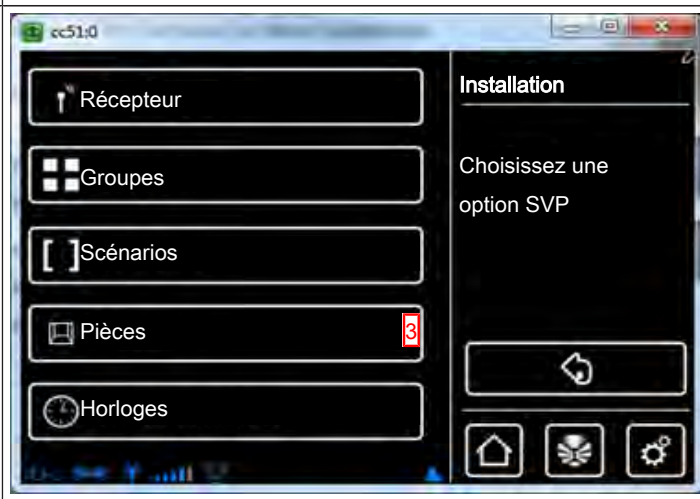 cc51:0
Récepteur
Groupes
Scénarios
Pièces
3
Horloges
Installation
Choisissez une
option SVP